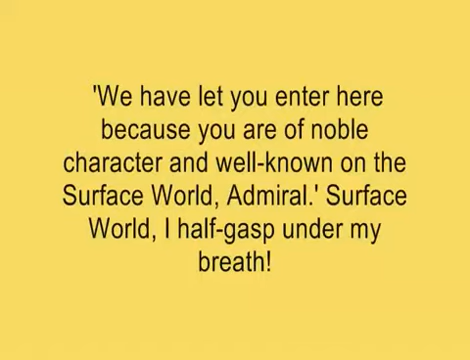 'We have let you enter here
because you are of noble
character and well-known on the
Surface World, Admiral.' Surface
World, I half-gasp under my
breath!